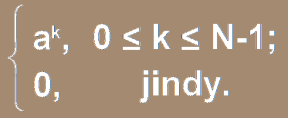 aᵏ, 0 ≤ k ≤ N-1;
0, jindy.